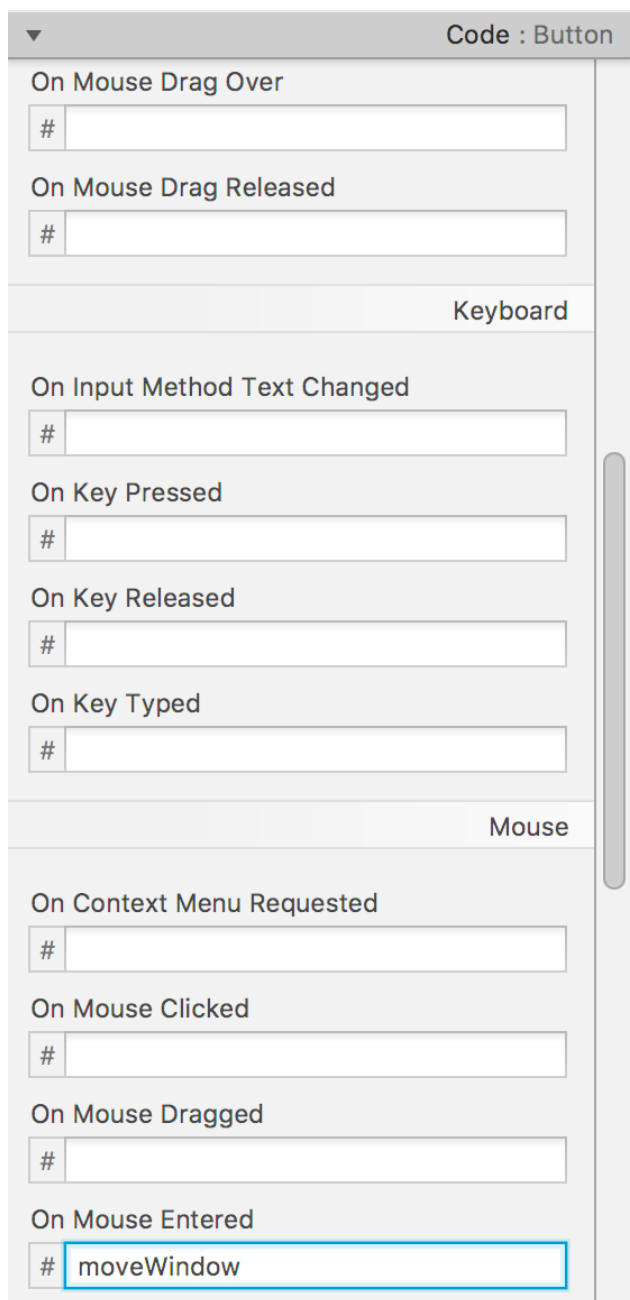 Code : Button
On Mouse Drag Over
#
On Mouse Drag Released
#
Keyboard
On Input Method Text Changed
#
On Key Pressed
#
On Key Released
#
On Key Typed
#
Mouse
On Context Menu Requested
#
On Mouse Clicked
#
On Mouse Dragged
#
On Mouse Entered
# moveWindow